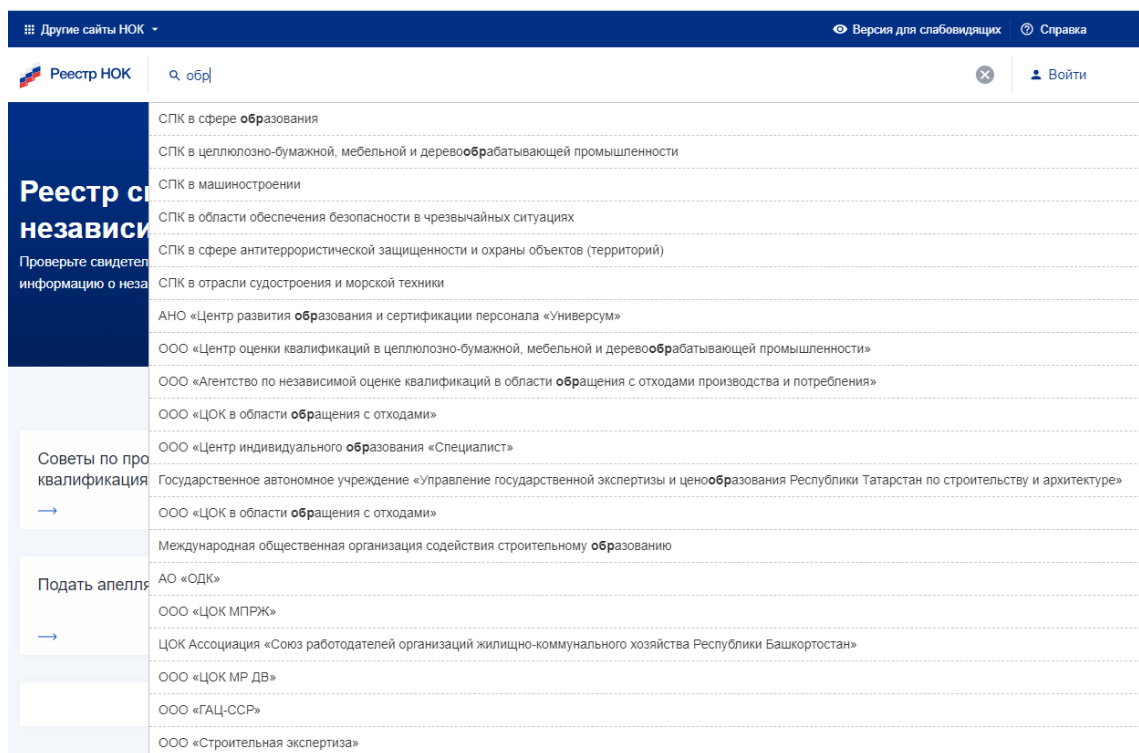 Другие сайты НОК
Версия для слабовидящих
Справка
Реестр НОК
обр
Войти
СПК в сфере образования
СПК в целлюлозно-бумажной, мебельной и деревообрабатывающей промышленности
СПК в машиностроении
СПК в области обеспечения безопасности в чрезвычайных ситуациях
СПК в сфере антитеррористической защищенности и охраны объектов (территорий)
СПК в отрасли судостроения и морской техники
АНО «Центр развития образования и сертификации персонала «Универсум»
ООО «Центр оценки квалификаций в целлюлозно-бумажной, мебельной и деревообрабатывающей промышленности»
ООО «Агентство по независимой оценке квалификаций в области обращения с отходами производства и потребления»
ООО «ЦОК в области обращения с отходами»
ООО «Центр индивидуального образования «Специалист»
Государственное автономное учреждение «Управление государственной экспертизы и ценообразования Республики Татарстан по строительству и архитектуре»
ООО «ЦОК в области обращения с отходами»
Международная общественная организация содействия строительному образованию
АО «ОДК»
ООО «ЦОК МПРЖ»
ЦОК Ассоциация «Союз работодателей организаций жилищно-коммунального хозяйства Республики Башкортостан»
ООО «ЦОК МР ДВ»
ООО «ГАЦ-ССР»
ООО «Строительная экспертиза»
Реестр с
независи
Проверьте свидетел
информацию о неза
Советы по про
квалификация
Подать апелля